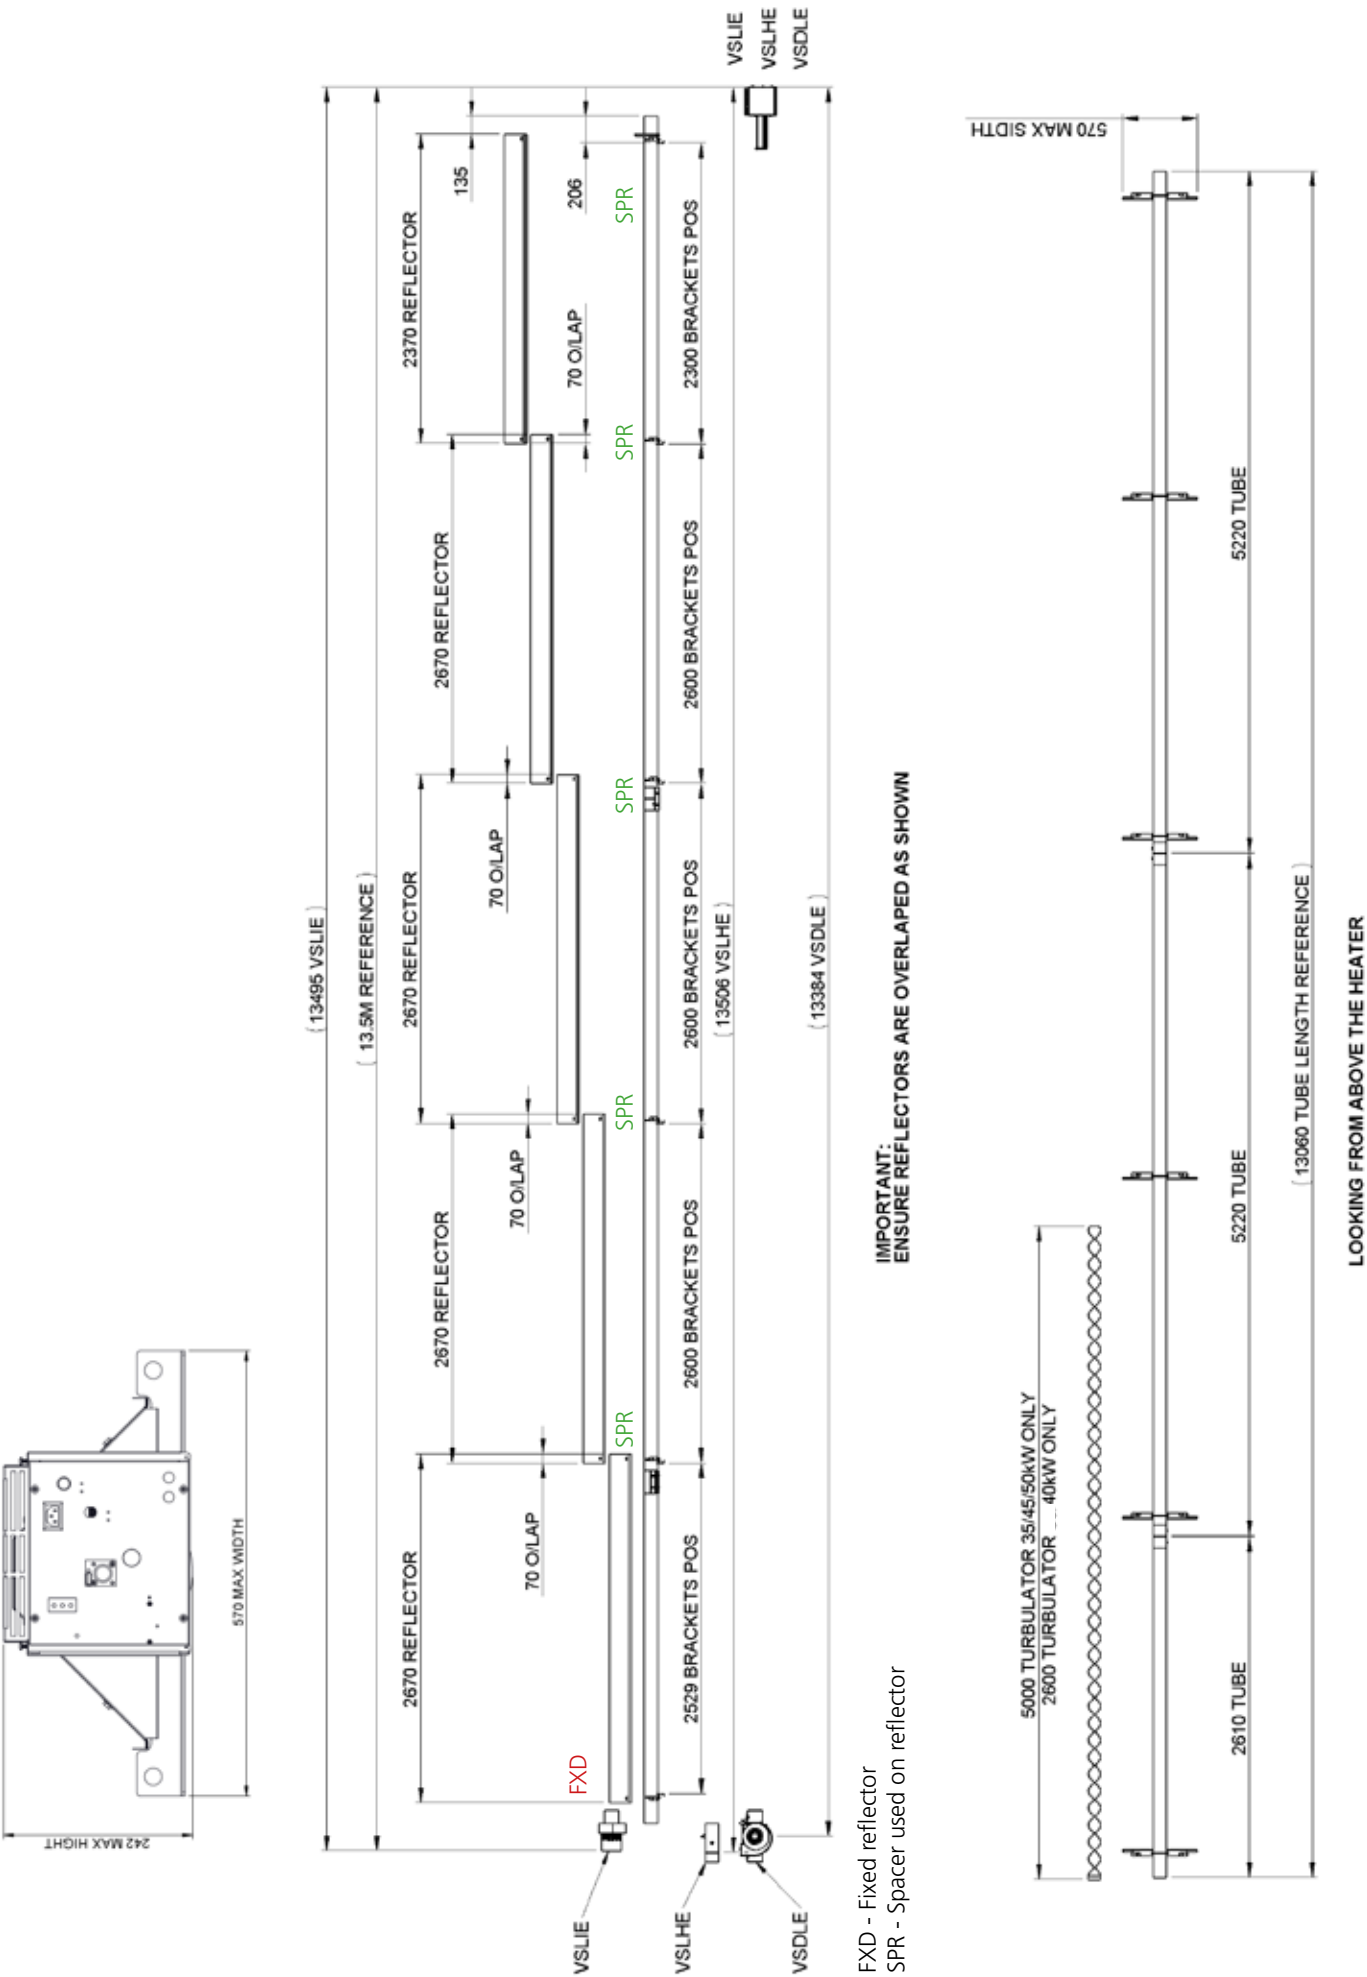 242 MAX HIGHT
570 MAX WIDTH
( 13495 VSLIE )
( 13.5M REFERENCE )
2670 REFLECTOR
2670 REFLECTOR
2670 REFLECTOR
2670 REFLECTOR
2370 REFLECTOR
135
70 O/LAP
70 O/LAP
70 O/LAP
70 O/LAP
206
FXD
SPR
SPR
SPR
SPR
SPR
2529 BRACKETS POS
2600 BRACKETS POS
2600 BRACKETS POS
2600 BRACKETS POS
2300 BRACKETS POS
( 13506 VSLHE )
( 13384 VSDLE )
VSLIE
VSLHE
VSDLE
VSLIE
VSLHE
VSDLE
FXD - Fixed reflector
SPR - Spacer used on reflector
IMPORTANT:
ENSURE REFLECTORS ARE OVERLAPED AS SHOWN
570 MAX SIDTH
5000 TURBULATOR 35/45/50kW ONLY
2600 TURBULATOR 40kW ONLY
2610 TUBE
5220 TUBE
5220 TUBE
( 13060 TUBE LENGTH REFERENCE )
LOOKING FROM ABOVE THE HEATER